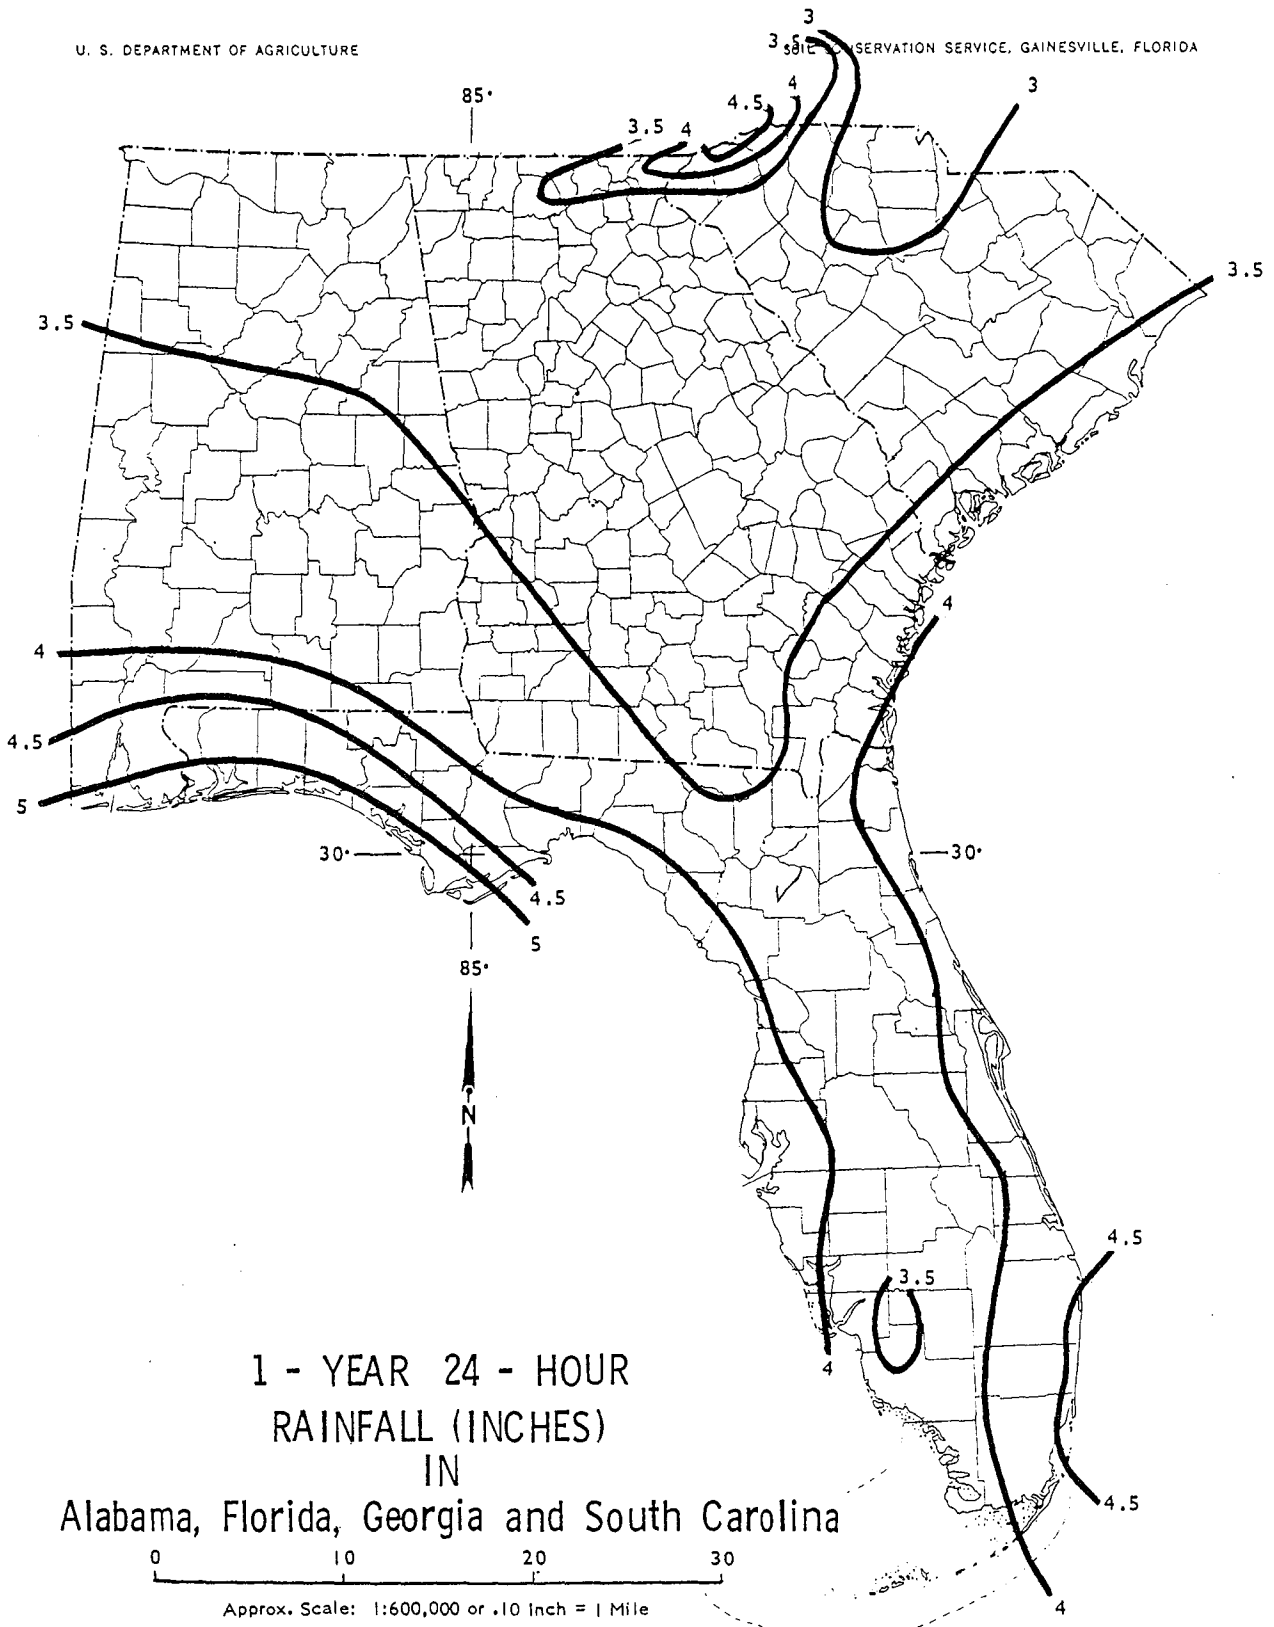 U. S. DEPARTMENT OF AGRICULTURE
SOIL CONSERVATION SERVICE, GAINESVILLE, FLORIDA
3
3.5
4
4.5
3
85°
3.5 4
3.5
3.5
4
4
4.5
5
30°
30°
4.5
5
85°
N
4.5
3.5
4
4.5
4
1 - YEAR 24 - HOUR
RAINFALL (INCHES)
IN
Alabama, Florida, Georgia and South Carolina
0 10 20 30
Approx. Scale: 1:600,000 or .10 Inch = 1 Mile